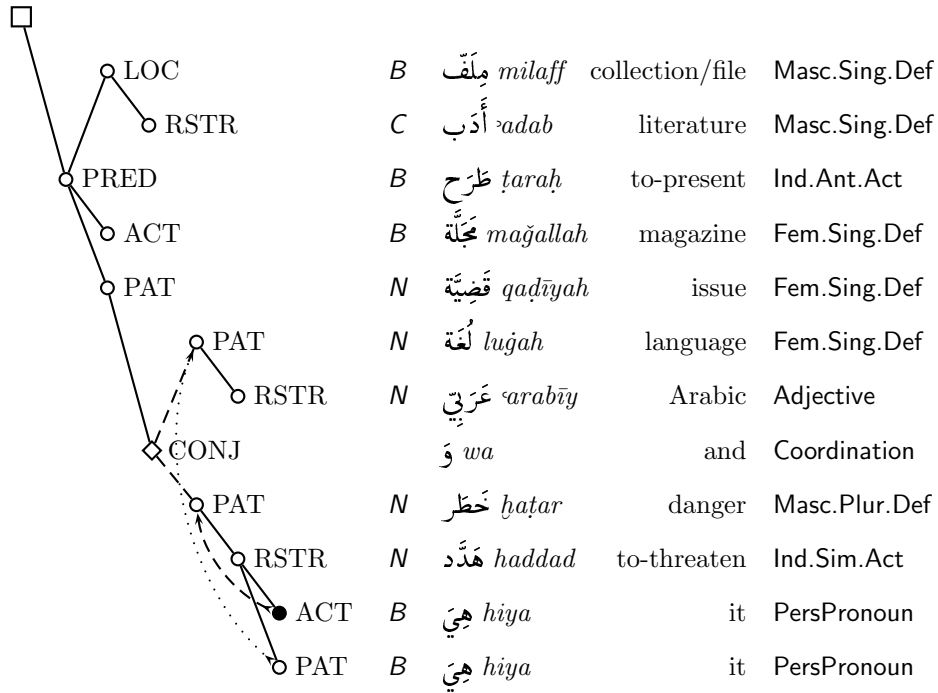 LOC B مِلَفّ milaff collection/file Masc.Sing.Def
RSTR C أَدَب ʾadab literature Masc.Sing.Def
PRED B طَرَح ṭaraḥ to-present Ind.Ant.Act
ACT B مَجَلَّة maǧallah magazine Fem.Sing.Def
PAT N قَضِيَّة qaḍīyah issue Fem.Sing.Def
PAT N لُغَة luġah language Fem.Sing.Def
RSTR N عَرَبِيّ ʿarabīy Arabic Adjective
CONJ وَ wa and Coordination
PAT N خَطَر ḫaṭar danger Masc.Plur.Def
RSTR N هَدَّد haddad to-threaten Ind.Sim.Act
ACT B هِيَ hiya it PersPronoun
PAT B هِيَ hiya it PersPronoun